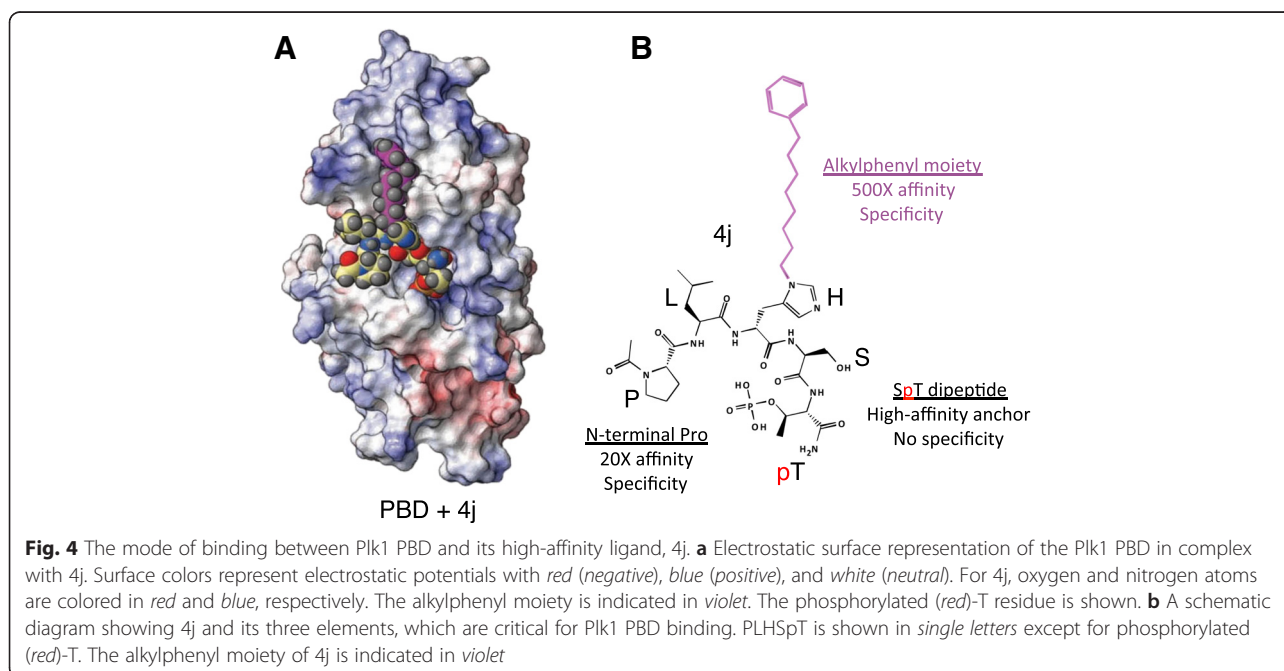 A
B
Alkylphenyl moiety
500X affinity
Specificity
4j
L
H
N
N
O
O
N
H
O
NH
O
H
N
O
S
OH
O
N
P
O
NH
HO
O
P
O
OH
O
H₂N
pT
N-terminal Pro
20X affinity
Specificity
SpT dipeptide
High-affinity anchor
No specificity
PBD + 4j
Fig. 4 The mode of binding between Plk1 PBD and its high-affinity ligand, 4j. a Electrostatic surface representation of the Plk1 PBD in complex
with 4j. Surface colors represent electrostatic potentials with red (negative), blue (positive), and white (neutral). For 4j, oxygen and nitrogen atoms
are colored in red and blue, respectively. The alkylphenyl moiety is indicated in violet. The phosphorylated (red)-T residue is shown. b A schematic
diagram showing 4j and its three elements, which are critical for Plk1 PBD binding. PLHSpT is shown in single letters except for phosphorylated
(red)-T. The alkylphenyl moiety of 4j is indicated in violet